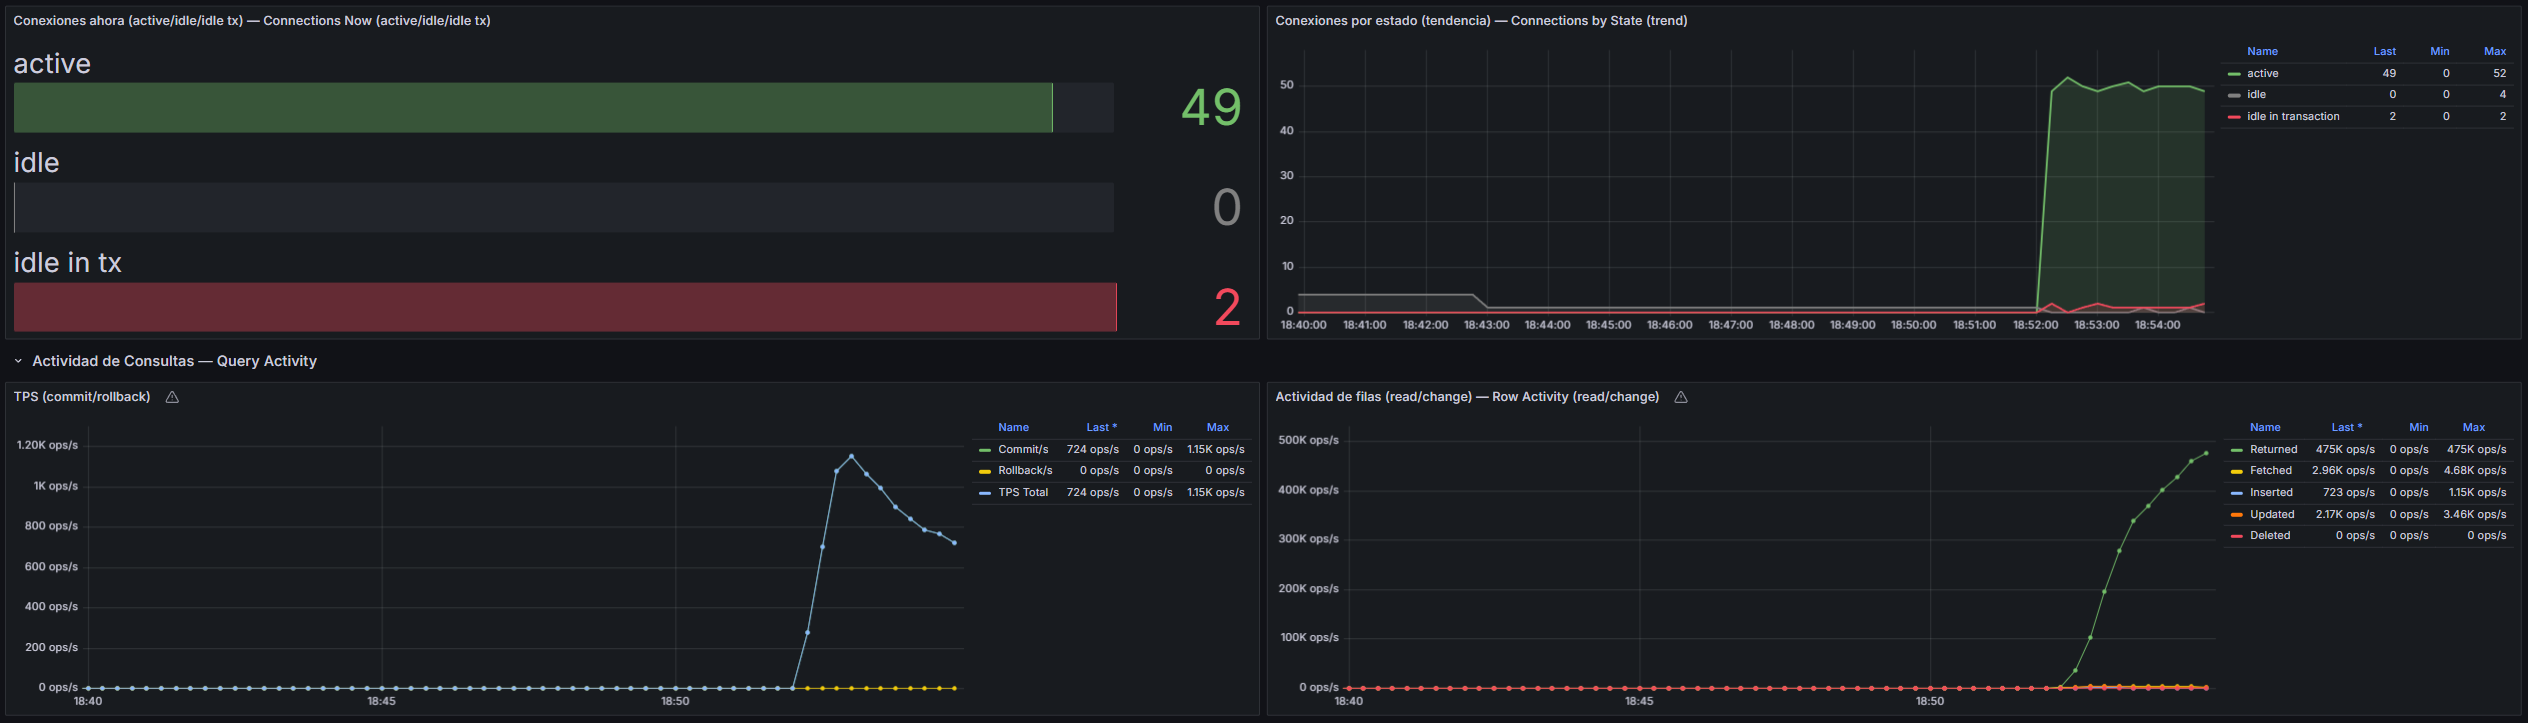 Conexiones ahora (active/idle/idle tx) — Connections Now (active/idle/idle tx)
active
49
idle
0
idle in tx
2
Conexiones por estado (tendencia) — Connections by State (trend)
50
40
30
20
10
0
18:40:00 18:41:00 18:42:00 18:43:00 18:44:00 18:45:00 18:46:00 18:47:00 18:48:00 18:49:00 18:50:00 18:51:00 18:52:00 18:53:00 18:54:00
Name Last Min Max
active 49 0 52
idle 0 0 4
idle in transaction 2 0 2
Actividad de Consultas — Query Activity
TPS (commit/rollback)
1.20K ops/s
1K ops/s
800 ops/s
600 ops/s
400 ops/s
200 ops/s
0 ops/s
18:40 18:45 18:50
Name Last * Min Max
Commit/s 724 ops/s 0 ops/s 1.15K ops/s
Rollback/s 0 ops/s 0 ops/s 0 ops/s
TPS Total 724 ops/s 0 ops/s 1.15K ops/s
Actividad de filas (read/change) — Row Activity (read/change)
500K ops/s
400K ops/s
300K ops/s
200K ops/s
100K ops/s
0 ops/s
18:40 18:45 18:50
Name Last * Min Max
Returned 475K ops/s 0 ops/s 475K ops/s
Fetched 2.96K ops/s 0 ops/s 4.68K ops/s
Inserted 723 ops/s 0 ops/s 1.15K ops/s
Updated 2.17K ops/s 0 ops/s 3.46K ops/s
Deleted 0 ops/s 0 ops/s 0 ops/s